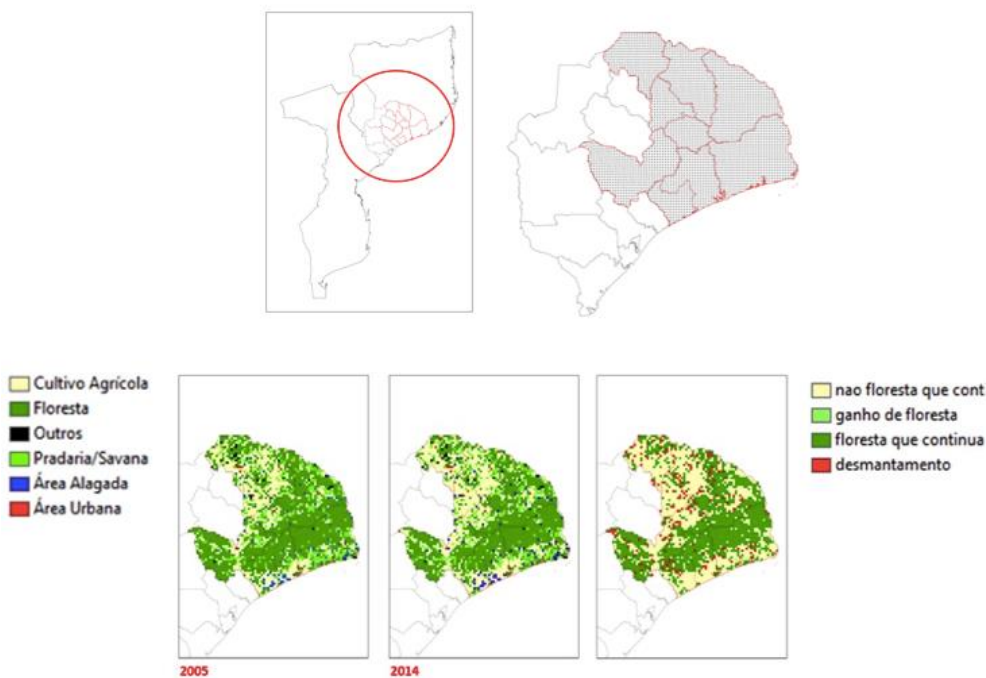 Cultivo Agrícola
Floresta
Outros
Pradaria/Savana
Área Alagada
Área Urbana
nao floresta que cont
ganho de floresta
floresta que continua
desmantamento
2005
2014